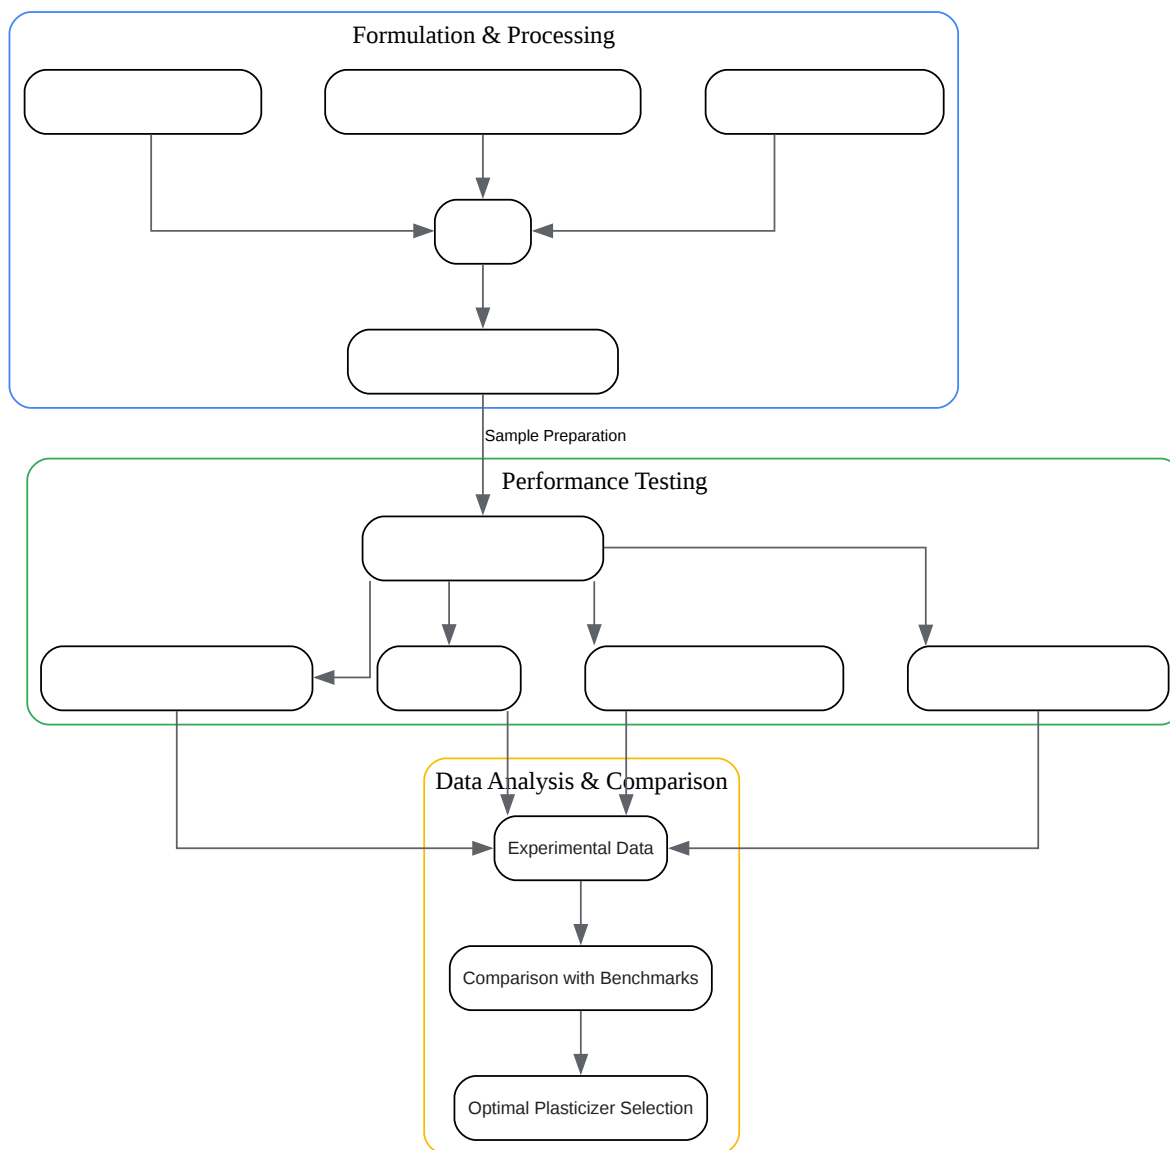 Formulation & Processing
Sample Preparation
Performance Testing
Data Analysis & Comparison
Experimental Data
Comparison with Benchmarks
Optimal Plasticizer Selection